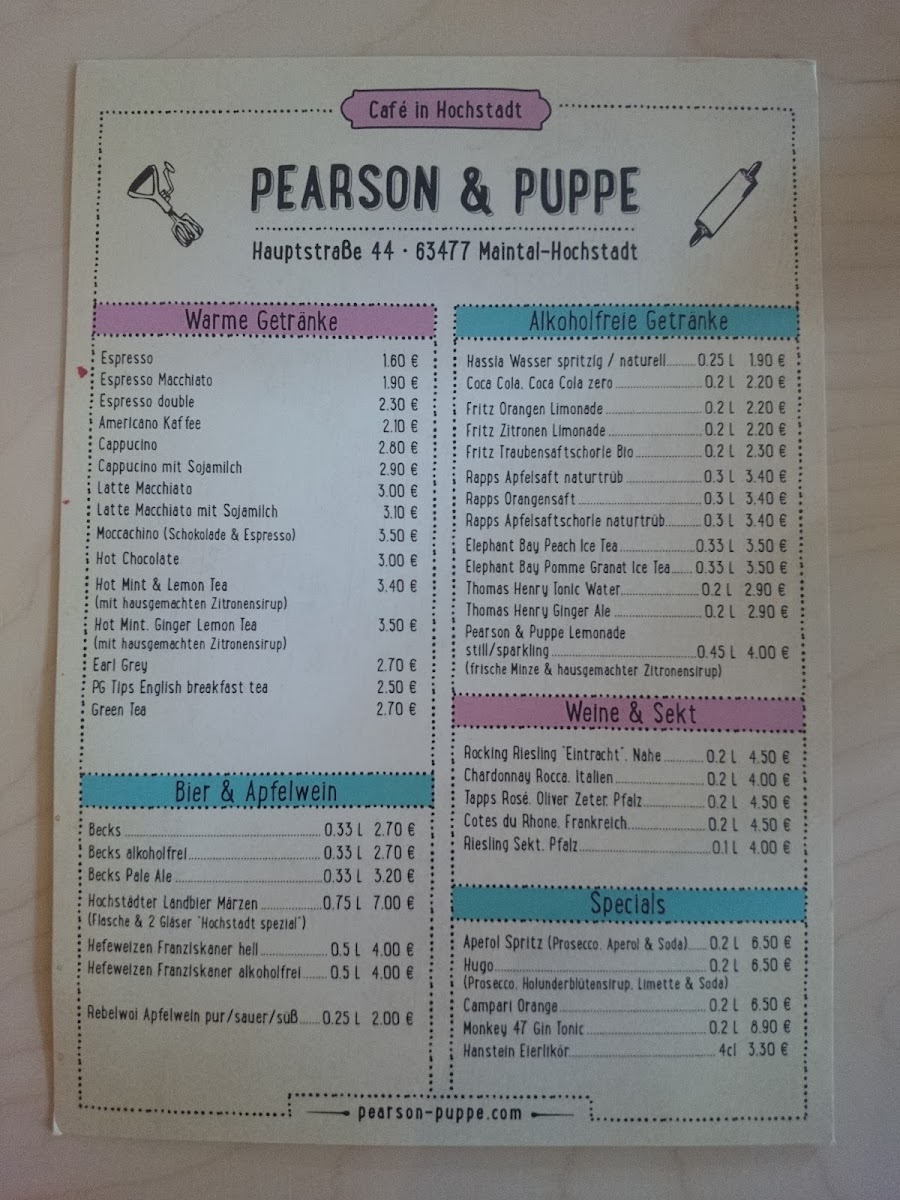 Café in Hochstadt
PEARSON & PUPPE
Hauptstraße 44 · 63477 Maintal-Hochstadt
Warme Getränke
Espresso 1.60 €
Espresso Macchiato 1.90 €
Espresso double 2.30 €
Americano Kaffee 2.10 €
Cappucino 2.80 €
Cappucino mit Sojamilch 2.90 €
Latte Macchiato 3.00 €
Latte Macchiato mit Sojamilch 3.10 €
Moccachino (Schokolade & Espresso) 3.50 €
Hot Chocolate 3.00 €
Hot Mint & Lemon Tea 3.40 €
(mit hausgemachten Zitronensirup)
Hot Mint, Ginger Lemon Tea 3.50 €
(mit hausgemachten Zitronensirup)
Earl Grey 2.70 €
PG Tips English breakfast tea 2.50 €
Green Tea 2.70 €
Bier & Apfelwein
Becks 0.33 L 2.70 €
Becks alkoholfrei 0.33 L 2.70 €
Becks Pale Ale 0.33 L 3.20 €
Hochstädter Landbier Märzen 0.75 L 7.00 €
(Flasche & 2 Gläser "Hochstadt spezial")
Hefeweizen Franziskaner hell 0.5 L 4.00 €
Hefeweizen Franziskaner alkoholfrei 0.5 L 4.00 €
Rebelwoi Apfelwein pur/sauer/süß 0.25 L 2.00 €
Alkoholfreie Getränke
Hassia Wasser spritzig / naturell 0.25 L 1.90 €
Coca Cola, Coca Cola zero 0.2 L 2.20 €
Fritz Orangen Limonade 0.2 L 2.20 €
Fritz Zitronen Limonade 0.2 L 2.20 €
Fritz Traubensaftschorle Bio 0.2 L 2.30 €
Rapps Apfelsaft naturtrüb 0.3 L 3.40 €
Rapps Orangensaft 0.3 L 3.40 €
Rapps Apfelsaftschorle naturtrüb 0.3 L 3.40 €
Elephant Bay Peach Ice Tea 0.33 L 3.50 €
Elephant Bay Pomme Granat Ice Tea 0.33 L 3.50 €
Thomas Henry Tonic Water 0.2 L 2.90 €
Thomas Henry Ginger Ale 0.2 L 2.90 €
Pearson & Puppe Lemonade
still/sparkling 0.45 L 4.00 €
(frische Minze & hausgemachter Zitronensirup)
Weine & Sekt
Rocking Riesling "Eintracht", Nahe 0.2 L 4.50 €
Chardonnay Rocca, Italien 0.2 L 4.00 €
Tapps Rosé, Oliver Zeter, Pfalz 0.2 L 4.50 €
Cotes du Rhone, Frankreich 0.2 L 4.50 €
Riesling Sekt, Pfalz 0.1 L 4.00 €
Specials
Aperol Spritz (Prosecco, Aperol & Soda) 0.2 L 6.50 €
Hugo 0.2 L 6.50 €
(Prosecco, Holunderblütensirup, Limette & Soda)
Campari Orange 0.2 L 6.50 €
Monkey 47 Gin Tonic 0.2 L 8.90 €
Hanstein Eierlikör 4cl 3.30 €
pearson-puppe.com